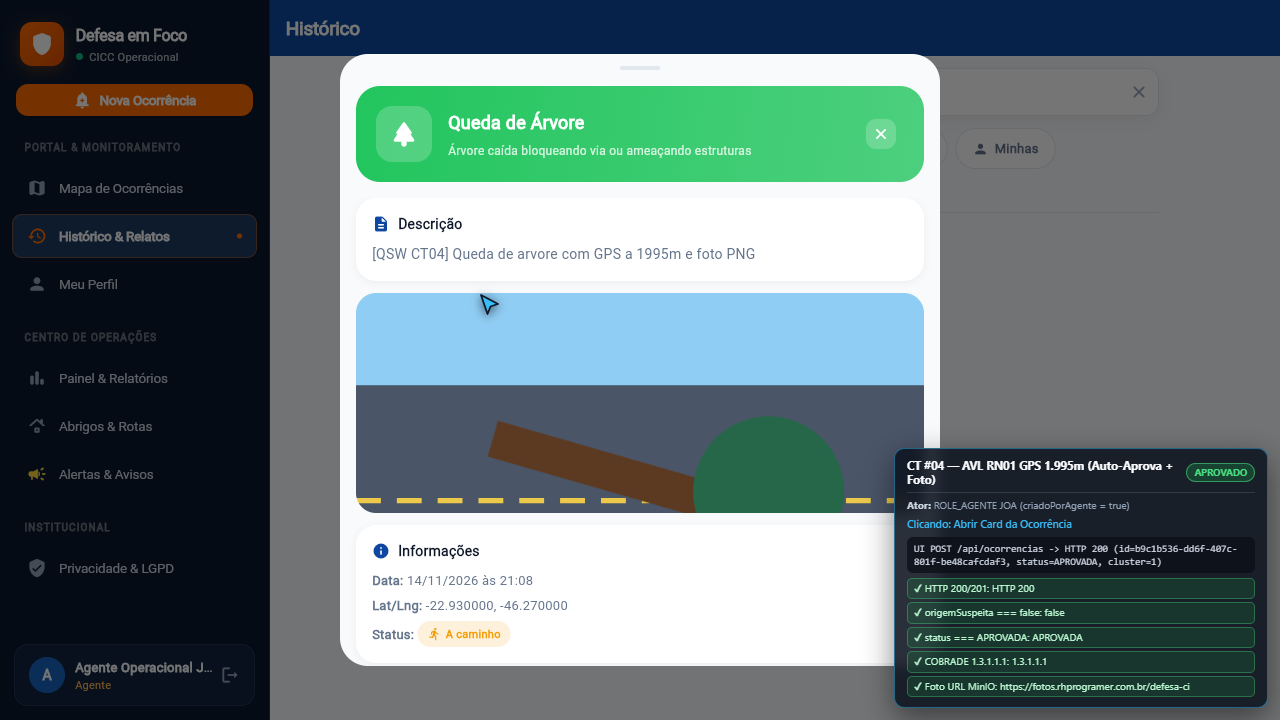 Defesa em Foco
CICC Operacional
Nova Ocorrência
PORTAL & MONITORAMENTO
Mapa de Ocorrências
Histórico & Relatos
Meu Perfil
CENTRO DE OPERAÇÕES
Painel & Relatórios
Abrigos & Rotas
Alertas & Avisos
INSTITUCIONAL
Privacidade & LGPD
A
Agente Operacional J...
Agente
Histórico
Minhas
Queda de Árvore
Árvore caída bloqueando via ou ameaçando estruturas
Descrição
[QSW CT04] Queda de arvore com GPS a 1995m e foto PNG
Informações
Data: 14/11/2026 às 21:08
Lat/Lng: -22.930000, -46.270000
Status: A caminho
CT #04 — AVL RN01 GPS 1.995m (Auto-Aprova +
Foto)
APROVADO
Ator: ROLE_AGENTE JOA (criadoPorAgente = true)
Clicando: Abrir Card da Ocorrência
UI POST /api/ocorrencias -> HTTP 200 (id=b9c1b536-dd6f-407c-
801f-be48cafcdaf3, status=APROVADA, cluster=1)
✓ HTTP 200/201: HTTP 200
✓ origemSuspeita === false: false
✓ status === APROVADA: APROVADA
✓ COBRADE 1.3.1.1.1: 1.3.1.1.1
✓ Foto URL MinIO: https://fotos.rhprogramer.com.br/defesa-ci